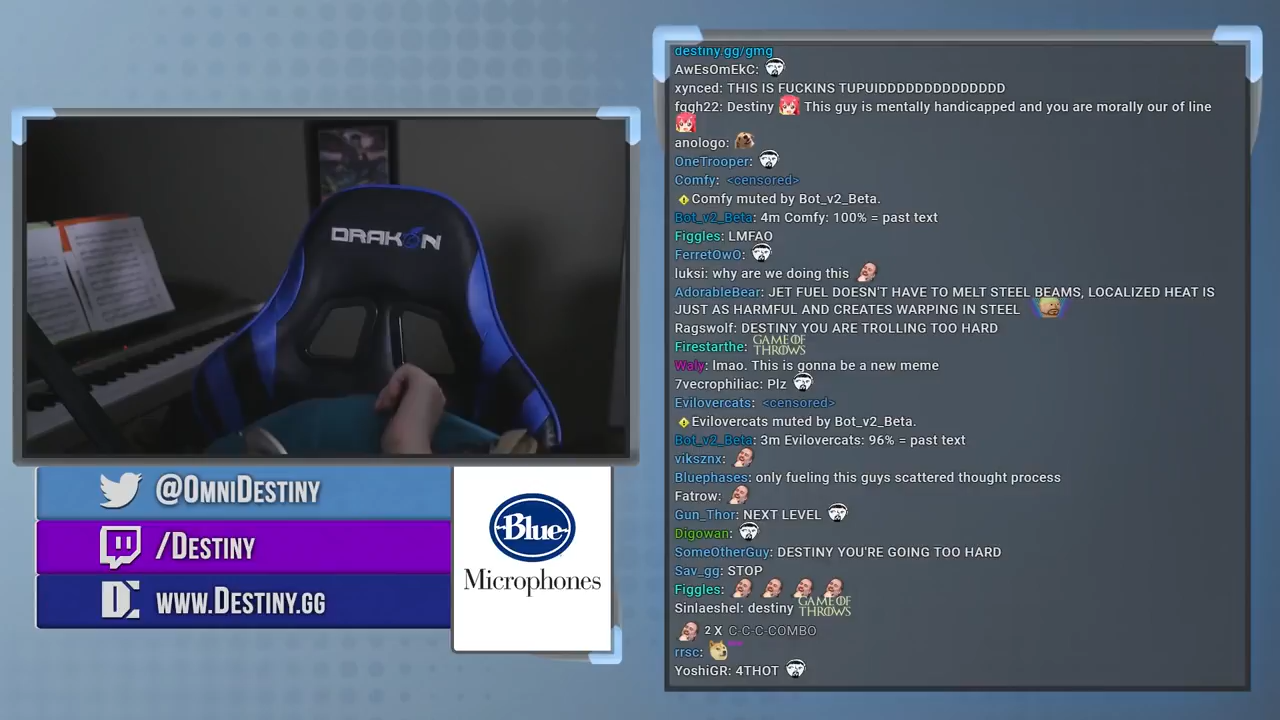 DRAKON
@OmniDestiny
/Destiny
www.Destiny.gg
Blue
Microphones
destiny.gg/gmg
AwEsOmEkC:
xynced: THIS IS FUCKINS TUPUIDDDDDDDDDDDDDDD
fggh22: Destiny This guy is mentally handicapped and you are morally our of line
anologo:
OneTrooper:
Comfy: <censored>
Comfy muted by Bot_v2_Beta.
Bot_v2_Beta: 4m Comfy: 100% = past text
Figgles: LMFAO
FerretOwO:
luksi: why are we doing this
AdorableBear: JET FUEL DOESN'T HAVE TO MELT STEEL BEAMS, LOCALIZED HEAT IS
JUST AS HARMFUL AND CREATES WARPING IN STEEL
Ragswolf: DESTINY YOU ARE TROLLING TOO HARD
Firestarthe: GAME OF THROWS
Waly: lmao. This is gonna be a new meme
7vecrophiliac: Plz
Evilovercats: <censored>
Evilovercats muted by Bot_v2_Beta.
Bot_v2_Beta: 3m Evilovercats: 96% = past text
viksznx:
Bluephases: only fueling this guys scattered thought process
Fatrow:
Gun_Thor: NEXT LEVEL
Digowan:
SomeOtherGuy: DESTINY YOU'RE GOING TOO HARD
Sav_gg: STOP
Figgles:
Sinlaeshel: destiny GAME OF THROWS
2 X C-C-C-COMBO
rrsc:
YoshiGR: 4THOT